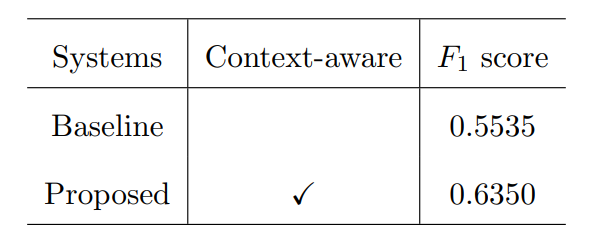 Systems Context-aware F₁ score
Baseline 0.5535
Proposed ✓ 0.6350